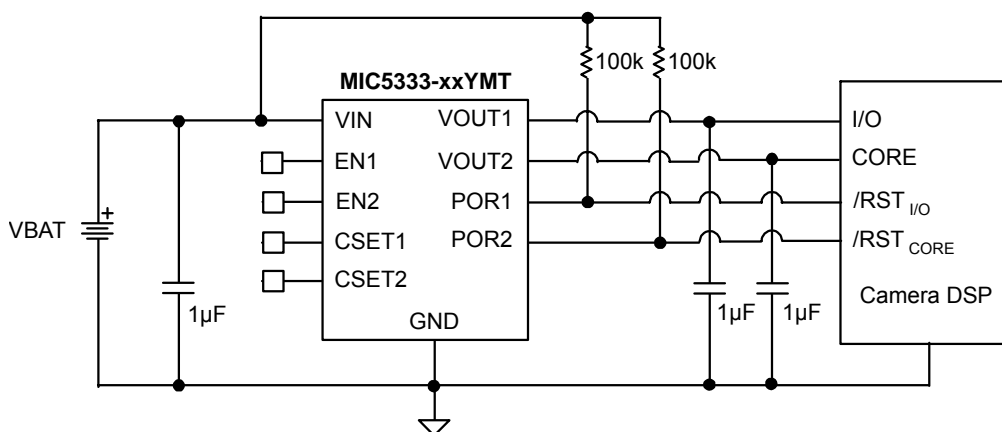 100k
100k
MIC5333-xxYMT
VIN
VOUT1
I/O
EN1
VOUT2
CORE
EN2
POR1
/RST I/O
VBAT
+
CSET1
POR2
/RST CORE
CSET2
1µF
GND
1µF
1µF
Camera DSP